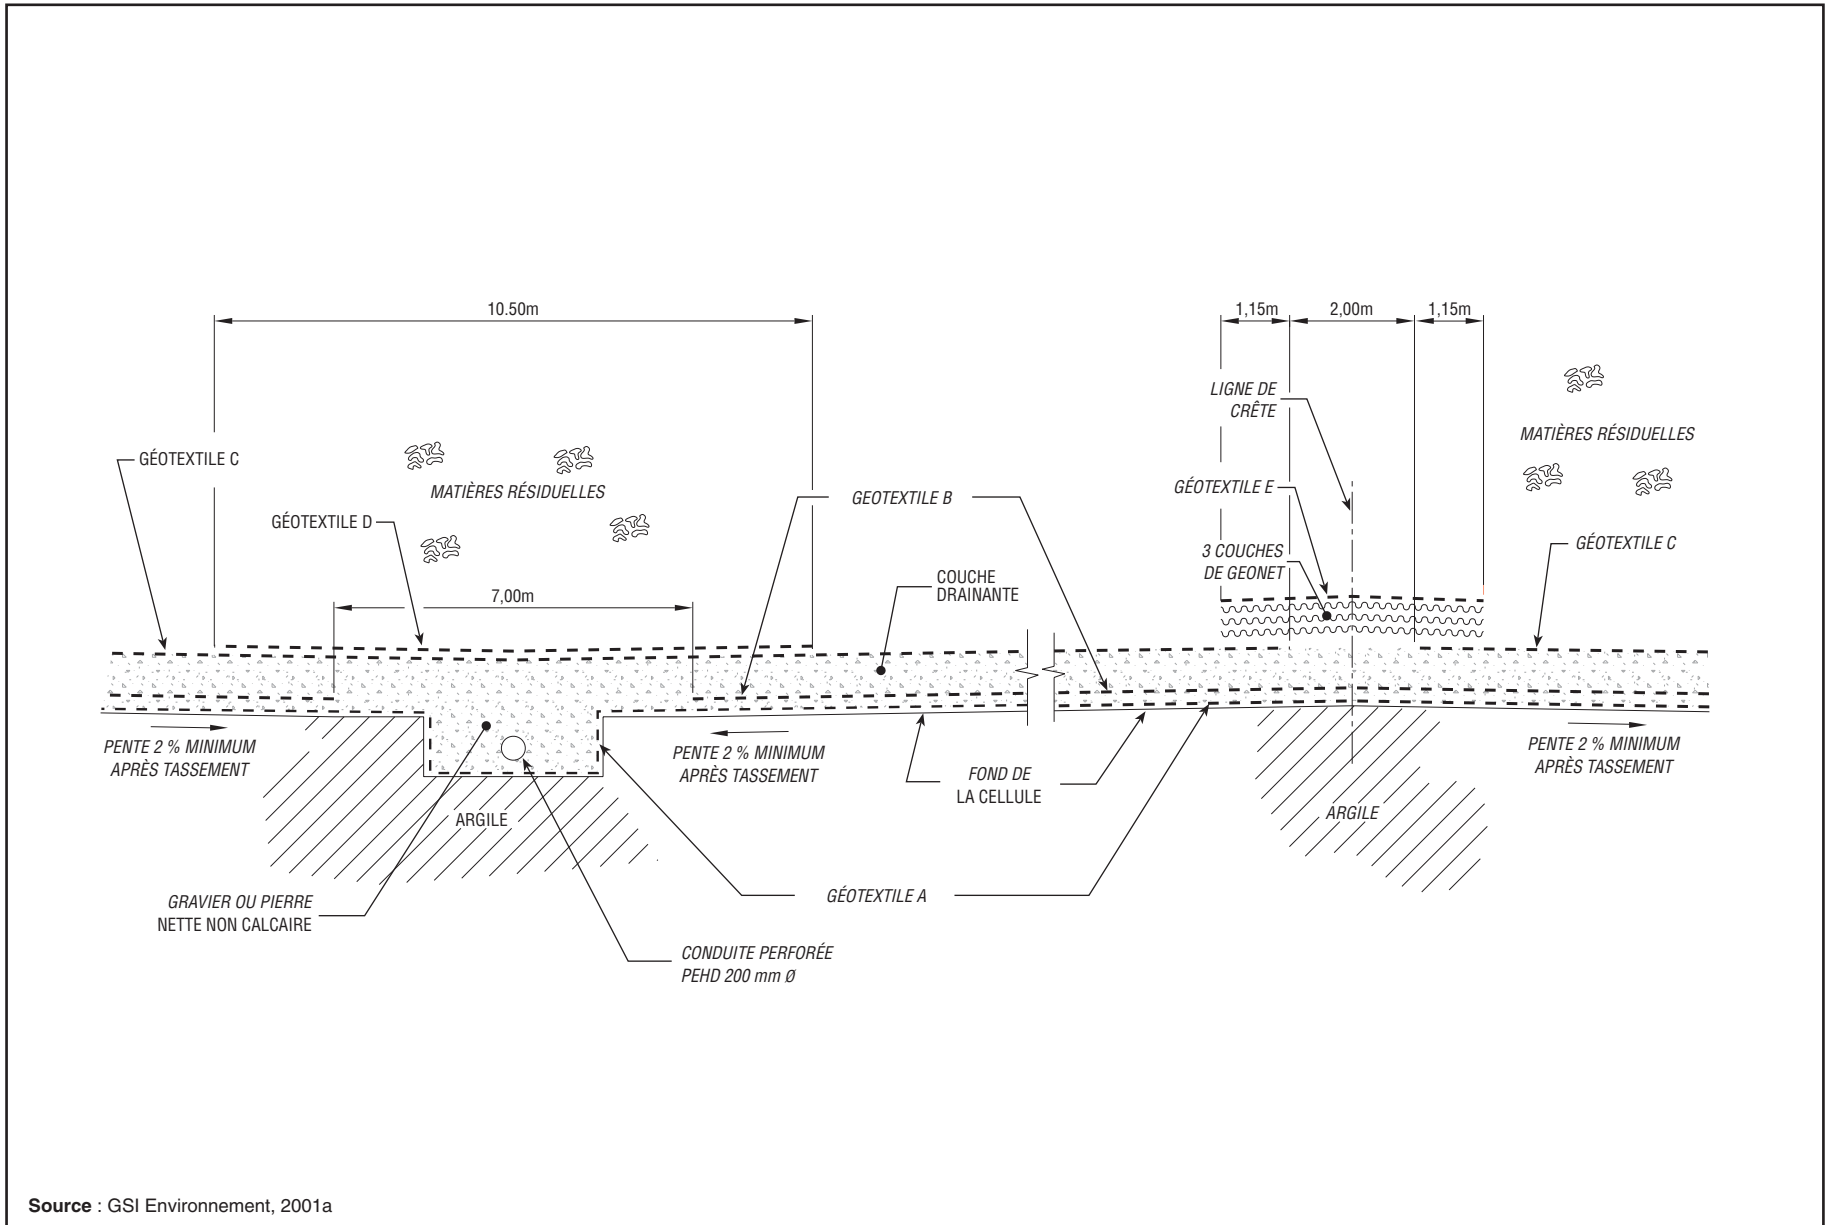 10.50m
1,15m
2,00m
1,15m
LIGNE DE
CRÊTE
MATIÈRES RÉSIDUELLES
GÉOTEXTILE C
MATIÈRES RÉSIDUELLES
GEOTEXTILE B
GÉOTEXTILE E
GÉOTEXTILE D
GÉOTEXTILE C
3 COUCHES
DE GEONET
COUCHE
DRAINANTE
7,00m
PENTE 2 % MINIMUM
APRÈS TASSEMENT
PENTE 2 % MINIMUM
APRÈS TASSEMENT
FOND DE
LA CELLULE
PENTE 2 % MINIMUM
APRÈS TASSEMENT
ARGILE
ARGILE
GRAVIER OU PIERRE
NETTE NON CALCAIRE
GÉOTEXTILE A
CONDUITE PERFORÉE
PEHD 200 mm Ø
Source : GSI Environnement, 2001a